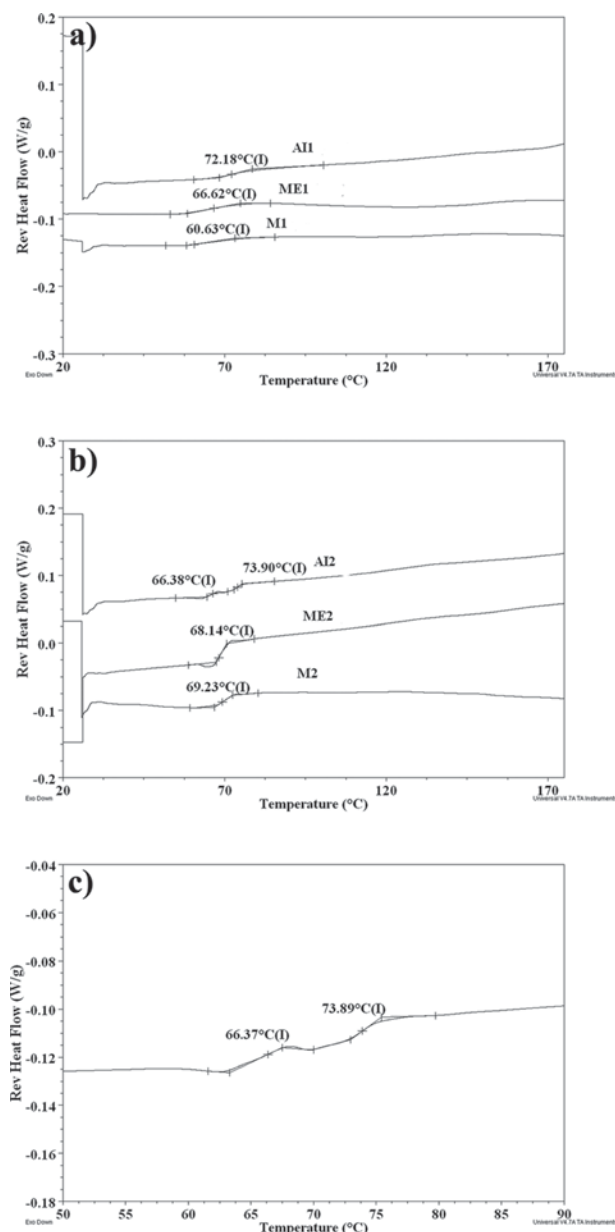 a)
0.2
0.1
0.0
-0.1
-0.2
-0.3
Rev Heat Flow (W/g)
AI1
72.18°C(I)
ME1
66.62°C(I)
M1
60.63°C(I)
20
70
120
170
Exo Down
Temperature (°C)
Universal V4.7A TA Instruments
b)
0.3
0.2
0.1
0.0
-0.1
-0.2
Rev Heat Flow (W/g)
AI2
73.90°C(I)
66.38°C(I)
ME2
68.14°C(I)
M2
69.23°C(I)
20
70
120
170
Exo Down
Temperature (°C)
Universal V4.7A TA Instruments
c)
-0.04
-0.06
-0.08
-0.10
-0.12
-0.14
-0.16
-0.18
Rev Heat Flow (W/g)
73.89°C(I)
66.37°C(I)
50
55
60
65
70
75
80
85
90
Exo Down
Temperature (°C)
Universal V4.7A TA Instruments